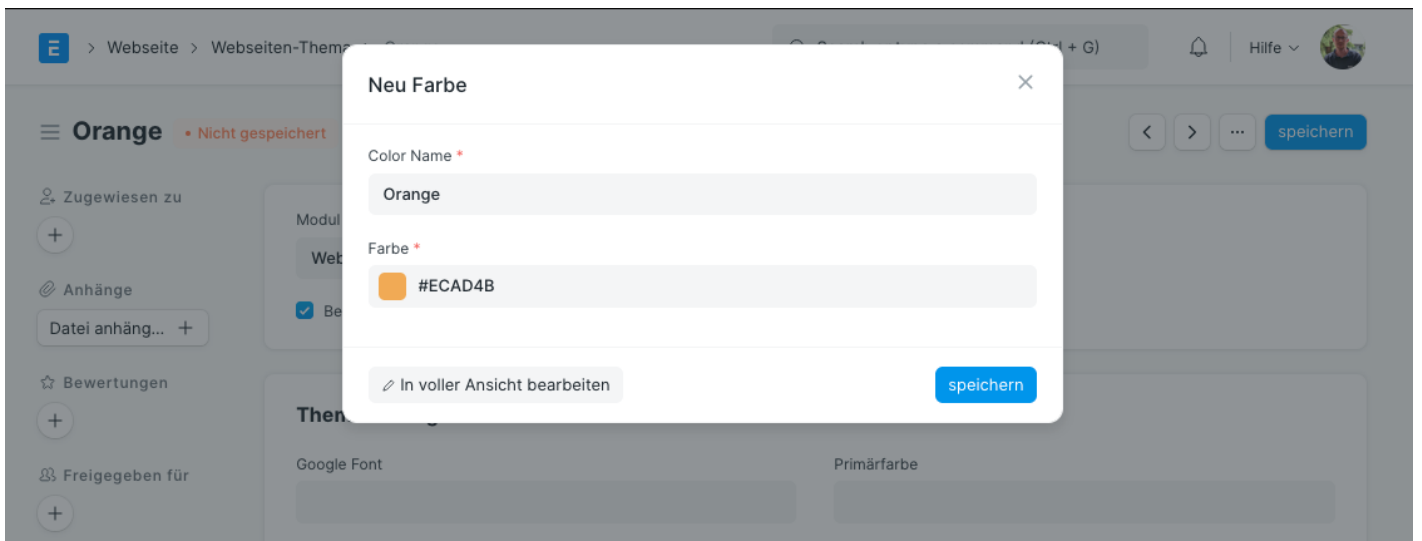 E > Webseite > Webseiten-Thema
+ G)
Hilfe
Neu Farbe
Orange
• Nicht gespeichert
speichern
Color Name *
Orange
Zugewiesen zu
Modul
Farbe *
#ECAD4B
Anhänge
Datei anhäng... +
Bewertungen
In voller Ansicht bearbeiten
speichern
Google Font
Primärfarbe
Freigegeben für